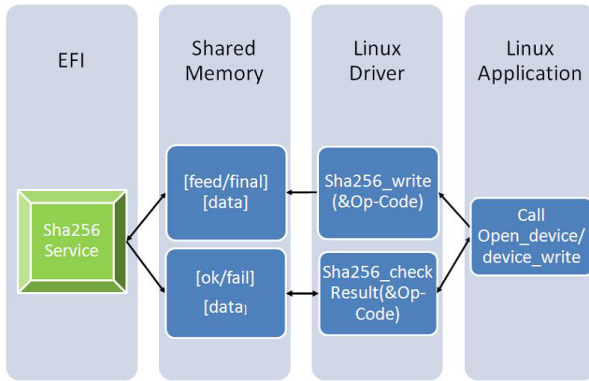 EFI
Shared
Memory
Linux
Driver
Linux
Application
Sha256
Service
[feed/final]
[data]
Sha256_write
(&Op-Code)
Call
Open_device/
device_write
[ok/fail]
[data]
Sha256_check
Result(&Op-
Code)